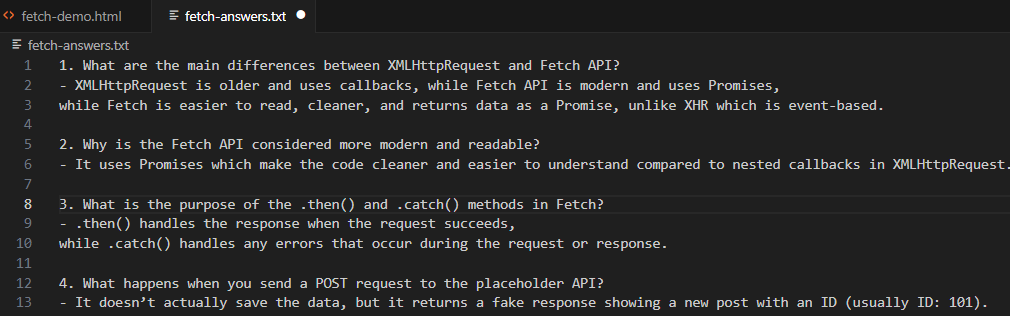 fetch-demo.html
fetch-answers.txt
fetch-answers.txt
1 1. What are the main differences between XMLHttpRequest and Fetch API?
2 - XMLHttpRequest is older and uses callbacks, while Fetch API is modern and uses Promises,
3 while Fetch is easier to read, cleaner, and returns data as a Promise, unlike XHR which is event-based.
4
5 2. Why is the Fetch API considered more modern and readable?
6 - It uses Promises which make the code cleaner and easier to understand compared to nested callbacks in XMLHttpRequest.
7
8 3. What is the purpose of the .then() and .catch() methods in Fetch?
9 - .then() handles the response when the request succeeds,
10 while .catch() handles any errors that occur during the request or response.
11
12 4. What happens when you send a POST request to the placeholder API?
13 - It doesn’t actually save the data, but it returns a fake response showing a new post with an ID (usually ID: 101).